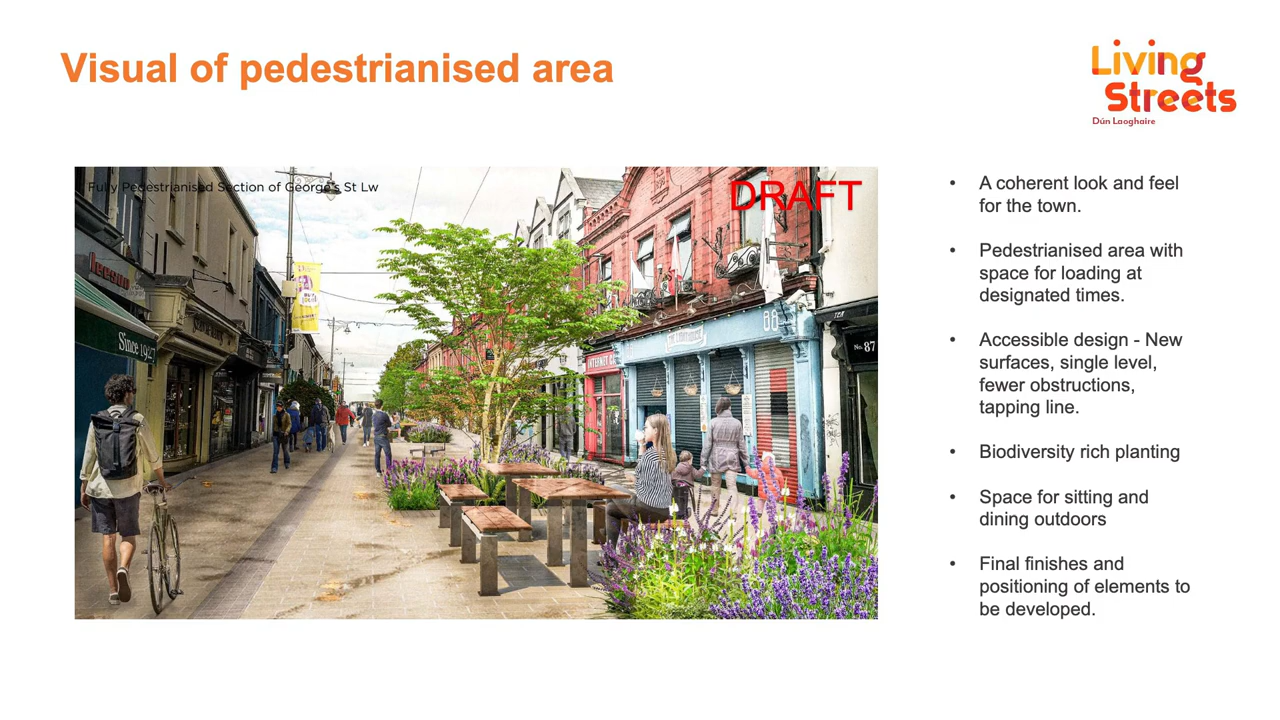 Visual of pedestrianised area
Living
Streets
Dún Laoghaire
Fully Pedestrianised Section of George's St Lw
DRAFT
Since 19
INTERNET
88
No. 87
• A coherent look and feel
for the town.
• Pedestrianised area with
space for loading at
designated times.
• Accessible design - New
surfaces, single level,
fewer obstructions,
tapping line.
• Biodiversity rich planting
• Space for sitting and
dining outdoors
• Final finishes and
positioning of elements to
be developed.